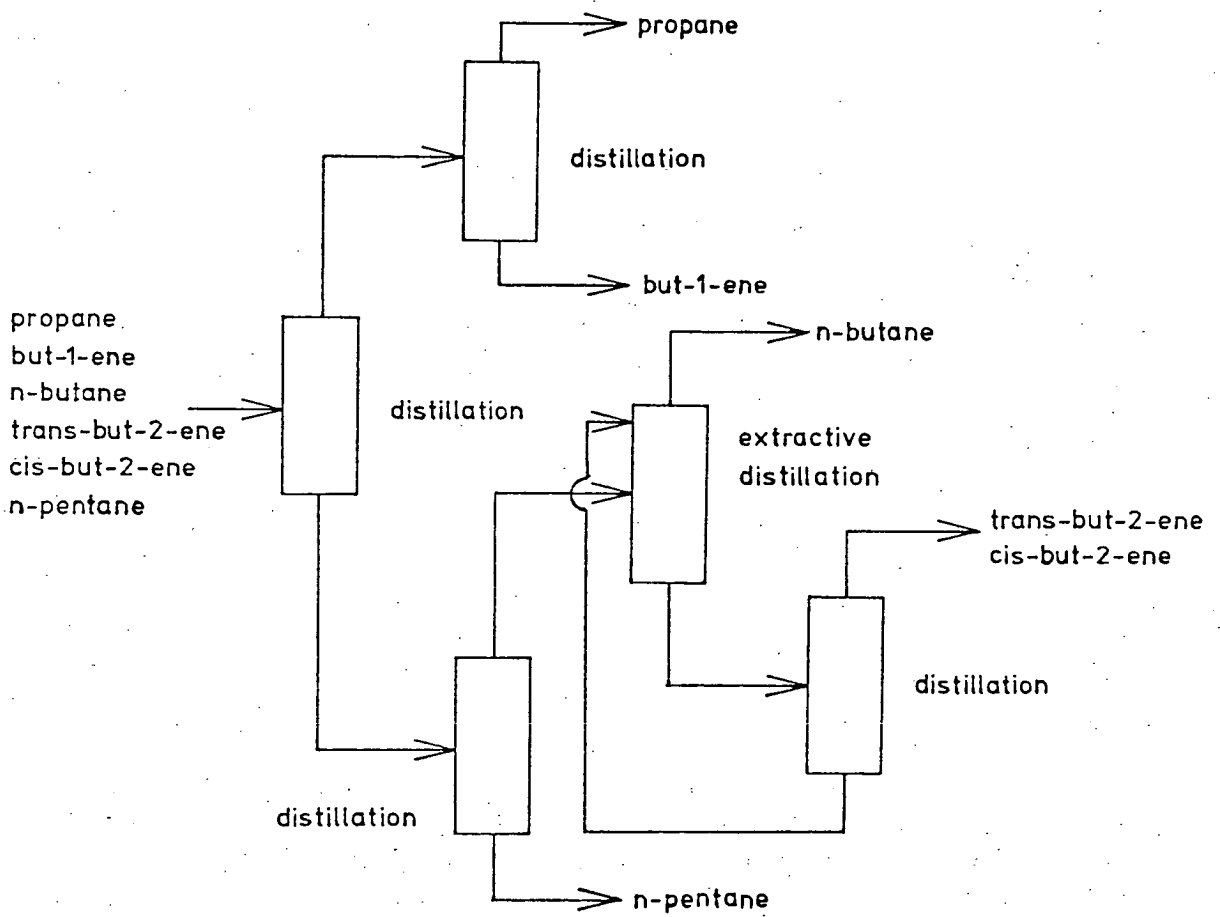 propane
distillation
but-1-ene
propane
but-1-ene
n-butane
trans-but-2-ene
cis-but-2-ene
n-pentane
distillation
n-butane
extractive
distillation
trans-but-2-ene
cis-but-2-ene
distillation
distillation
n-pentane